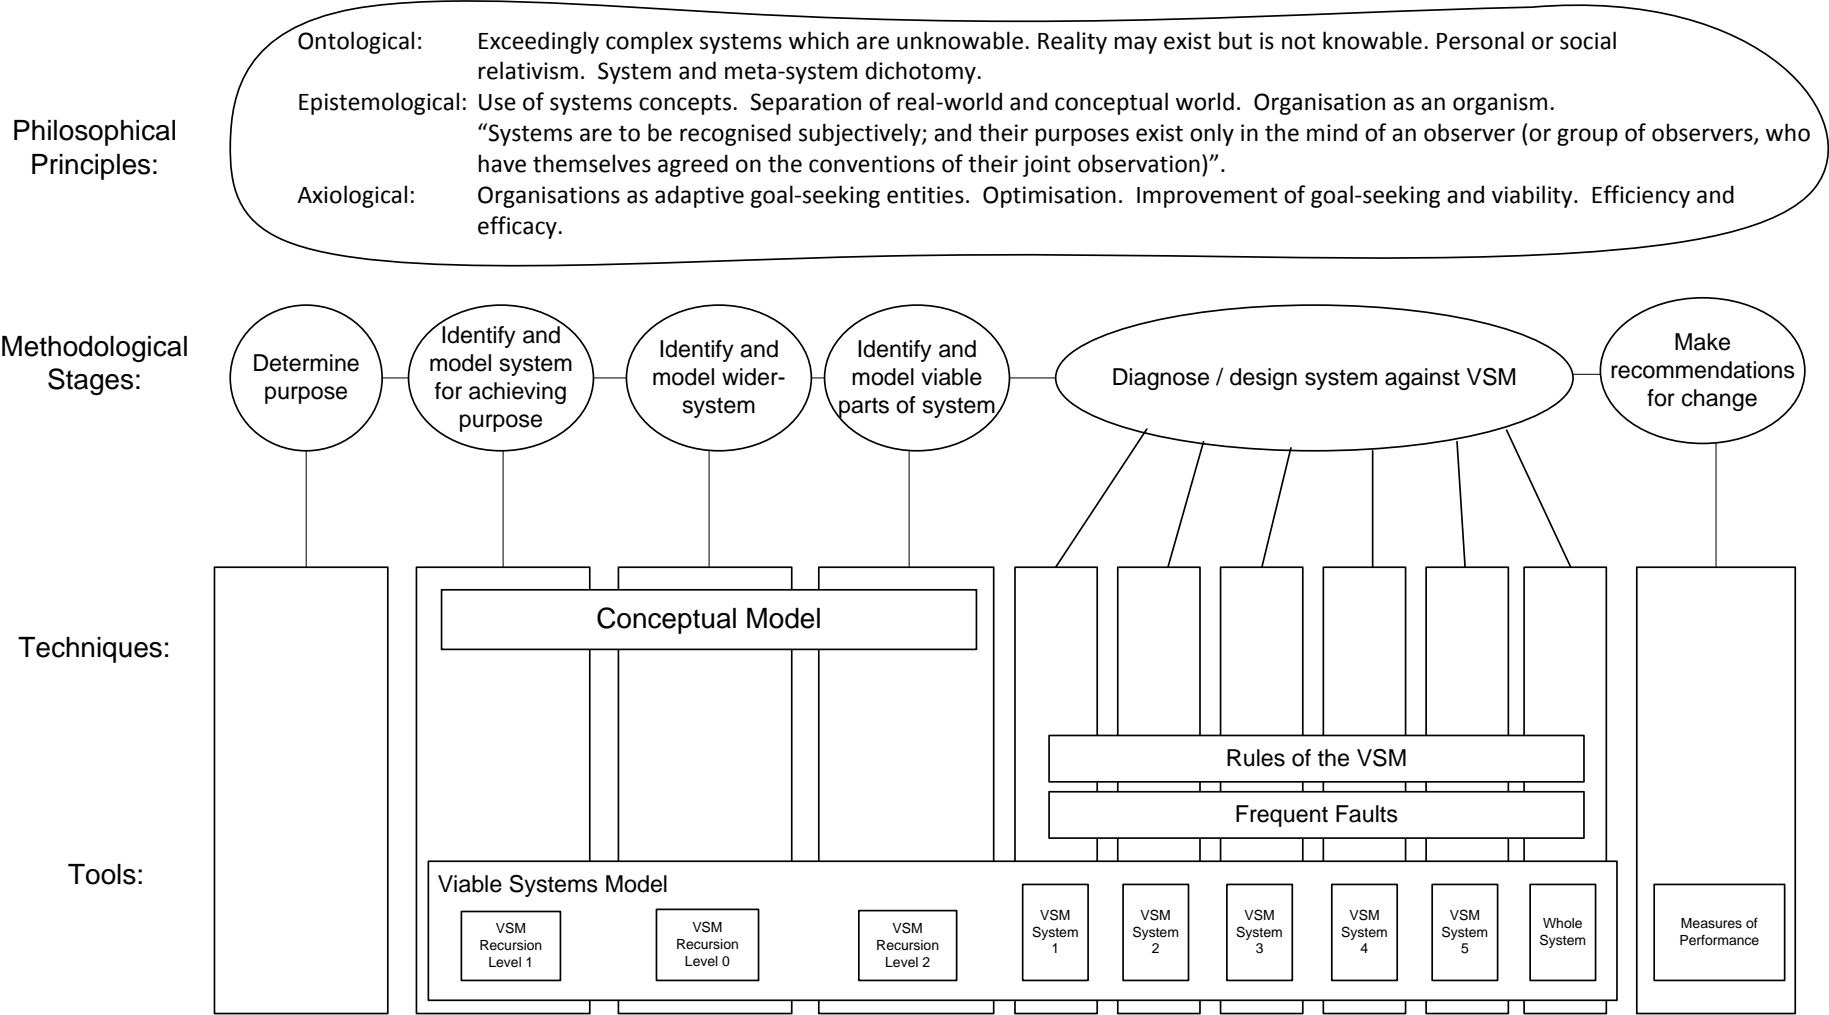 Ontological: Exceedingly complex systems which are unknowable. Reality may exist but is not knowable. Personal or social
relativism. System and meta-system dichotomy.
Epistemological: Use of systems concepts. Separation of real-world and conceptual world. Organisation as an organism.
“Systems are to be recognised subjectively; and their purposes exist only in the mind of an observer (or group of observers, who
have themselves agreed on the conventions of their joint observation)”.
Axiological: Organisations as adaptive goal-seeking entities. Optimisation. Improvement of goal-seeking and viability. Efficiency and
efficacy.
Philosophical
Principles:
Methodological
Stages:
Determine
purpose
Identify and
model system
for achieving
purpose
Identify and
model wider-
system
Identify and
model viable
parts of system
Diagnose / design system against VSM
Make
recommendations
for change
Techniques:
Conceptual Model
Rules of the VSM
Frequent Faults
Tools:
Viable Systems Model
VSM
Recursion
Level 1
VSM
Recursion
Level 0
VSM
Recursion
Level 2
VSM
System
1
VSM
System
2
VSM
System
3
VSM
System
4
VSM
System
5
Whole
System
Measures of
Performance